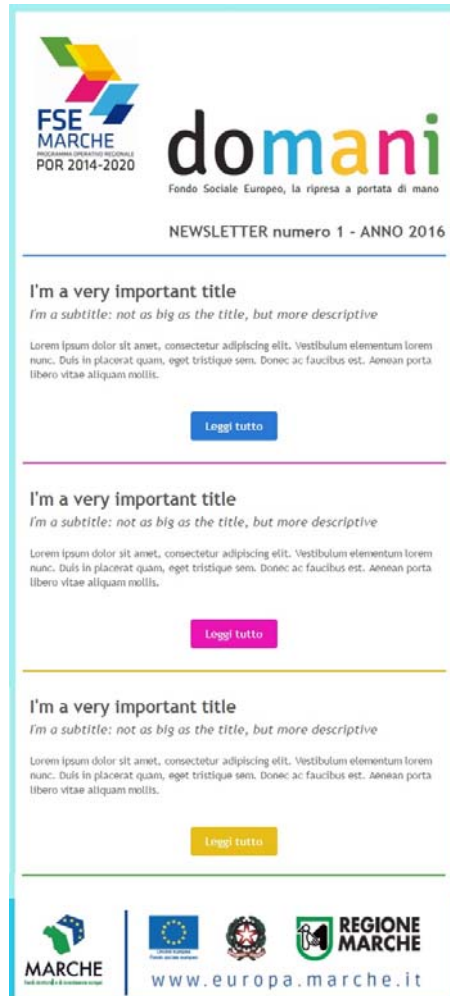 FSE
MARCHE
PROGRAMMA OPERATIVO REGIONALE
POR 2014-2020
domani
Fondo Sociale Europeo, la ripresa a portata di mano
NEWSLETTER numero 1 - ANNO 2016
I'm a very important title
I'm a subtitle: not as big as the title, but more descriptive
Lorem ipsum dolor sit amet, consectetur adipiscing elit. Vestibulum elementum lorem
nunc. Duis in placerat quam, eget tristique sem. Donec ac faucibus est. Aenean porta
libero vitae aliquam mollis.
Leggi tutto
I'm a very important title
I'm a subtitle: not as big as the title, but more descriptive
Lorem ipsum dolor sit amet, consectetur adipiscing elit. Vestibulum elementum lorem
nunc. Duis in placerat quam, eget tristique sem. Donec ac faucibus est. Aenean porta
libero vitae aliquam mollis.
Leggi tutto
I'm a very important title
I'm a subtitle: not as big as the title, but more descriptive
Lorem ipsum dolor sit amet, consectetur adipiscing elit. Vestibulum elementum lorem
nunc. Duis in placerat quam, eget tristique sem. Donec ac faucibus est. Aenean porta
libero vitae aliquam mollis.
Leggi tutto
MARCHE
REGIONE
MARCHE
www.europa.marche.it